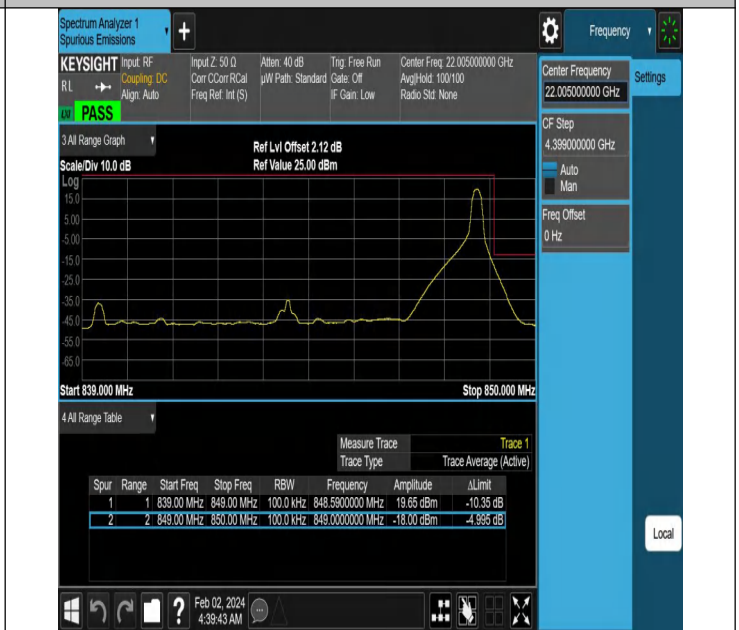 Spectrum Analyzer 1
Spurious Emissions
Frequency
KEYSIGHT
RL
PASS
Input: RF
Coupling: DC
Align: Auto
Input Z: 50 Ω
Corr CCorr RCal
Freq Ref: Int (S)
Atten: 40 dB
µW Path: Standard
Trig: Free Run
Gate: Off
IF Gain: Low
Center Freq: 22.005000000 GHz
Avg|Hold: 100/100
Radio Std: None
Center Frequency
22.005000000 GHz
Settings
CF Step
4.399000000 GHz
Auto
Man
Freq Offset
0 Hz
3 All Range Graph
Scale/Div 10.0 dB
Ref Lvl Offset 2.12 dB
Ref Value 25.00 dBm
Log
15.0
5.00
-5.00
-15.0
-25.0
-35.0
-45.0
-55.0
-65.0
Start 839.000 MHz
Stop 850.000 MHz
4 All Range Table
Measure Trace Trace 1
Trace Type Trace Average (Active)
Spur Range Start Freq Stop Freq RBW Frequency Amplitude ΔLimit
1 1 839.00 MHz 849.00 MHz 100.0 kHz 848.5900000 MHz 19.65 dBm -10.35 dB
2 2 849.00 MHz 850.00 MHz 100.0 kHz 849.0000000 MHz -18.00 dBm -4.995 dB
Local
?
Feb 02, 2024
4:39:43 AM